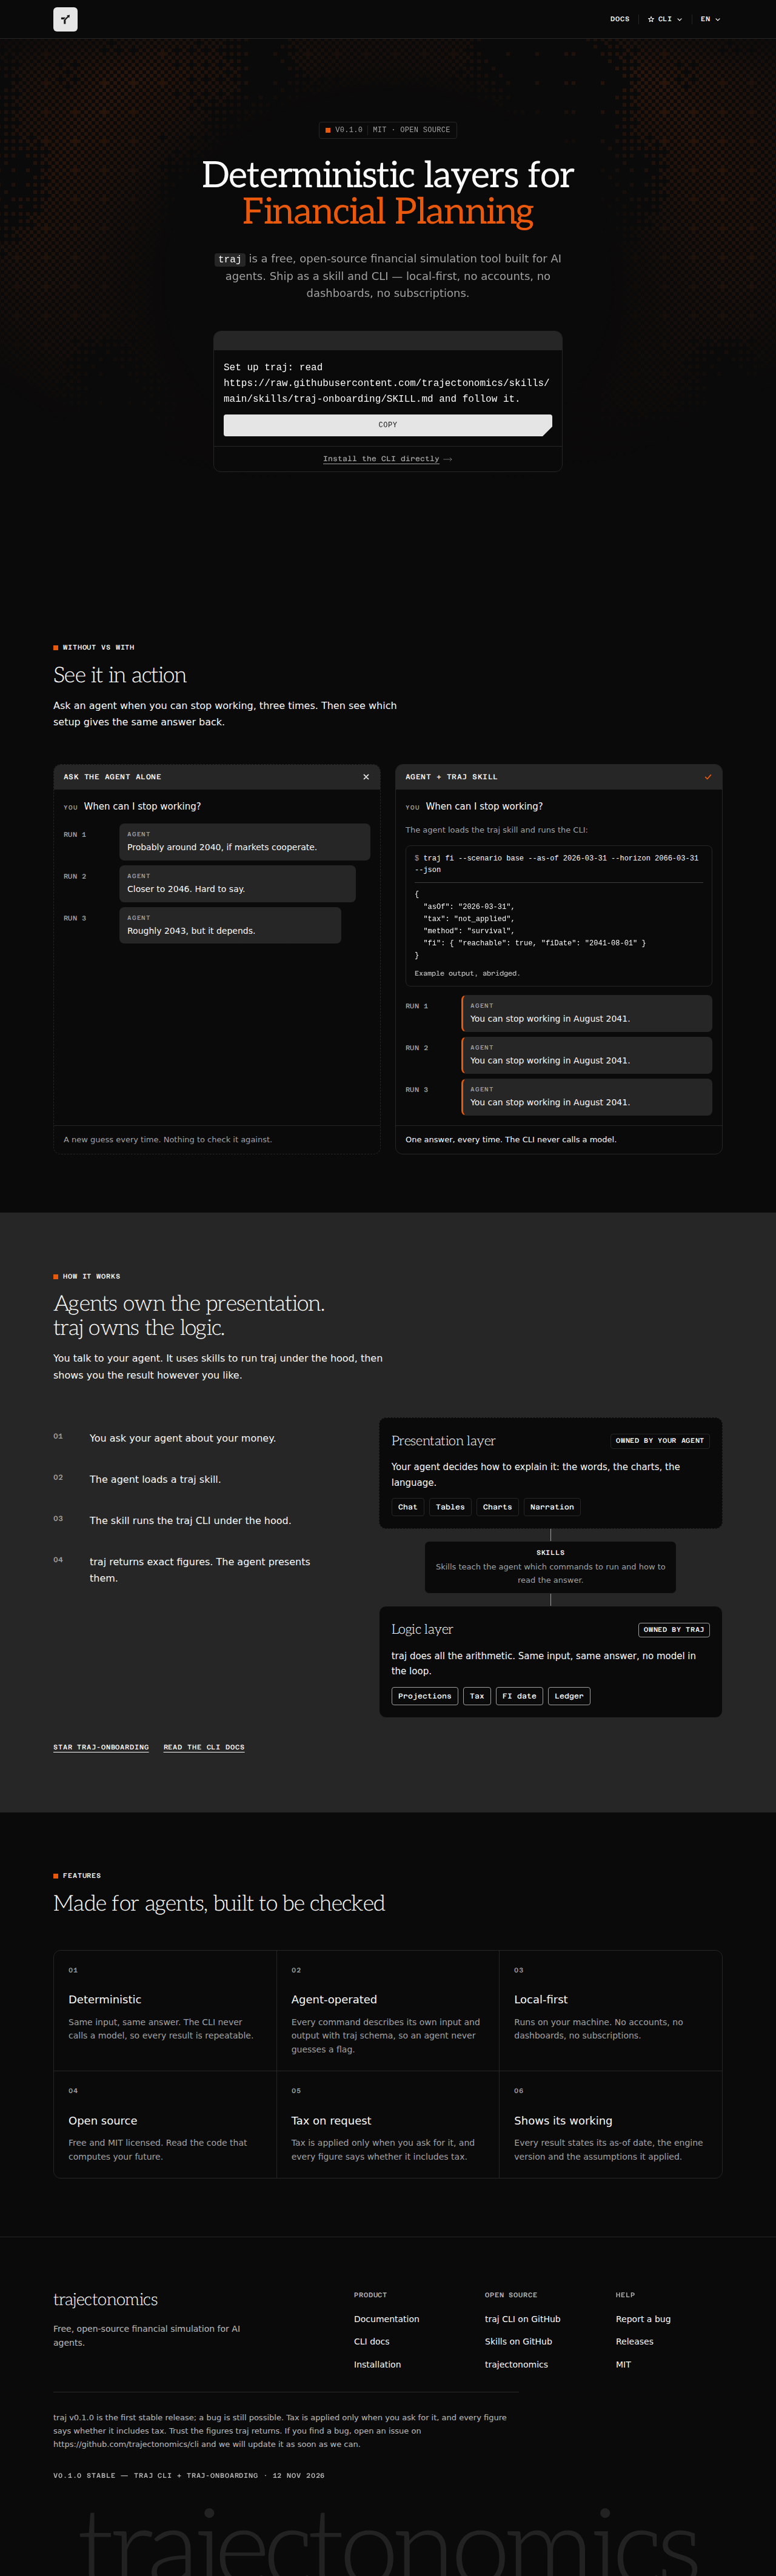 DOCS
CLI
EN
V0.1.0 MIT · OPEN SOURCE
Deterministic layers for
Financial Planning
traj is a free, open-source financial simulation tool built for AI
agents. Ship as a skill and CLI — local-first, no accounts, no
dashboards, no subscriptions.
Set up traj: read
https://raw.githubusercontent.com/trajectonomics/skills/
main/skills/traj-onboarding/SKILL.md and follow it.
COPY
Install the CLI directly →
WITHOUT VS WITH
See it in action
Ask an agent when you can stop working, three times. Then see which
setup gives the same answer back.
ASK THE AGENT ALONE
YOU When can I stop working?
RUN 1
AGENT
Probably around 2040, if markets cooperate.
RUN 2
AGENT
Closer to 2046. Hard to say.
RUN 3
AGENT
Roughly 2043, but it depends.
A new guess every time. Nothing to check it against.
AGENT + TRAJ SKILL
YOU When can I stop working?
The agent loads the traj skill and runs the CLI:
$ traj fi --scenario base --as-of 2026-03-31 --horizon 2066-03-31
--json
{
"asOf": "2026-03-31",
"tax": "not_applied",
"method": "survival",
"fi": { "reachable": true, "fiDate": "2041-08-01" }
}
Example output, abridged.
RUN 1
AGENT
You can stop working in August 2041.
RUN 2
AGENT
You can stop working in August 2041.
RUN 3
AGENT
You can stop working in August 2041.
One answer, every time. The CLI never calls a model.
HOW IT WORKS
Agents own the presentation.
traj owns the logic.
You talk to your agent. It uses skills to run traj under the hood, then
shows you the result however you like.
01 You ask your agent about your money.
02 The agent loads a traj skill.
03 The skill runs the traj CLI under the hood.
04 traj returns exact figures. The agent presents
them.
Presentation layer
OWNED BY YOUR AGENT
Your agent decides how to explain it: the words, the charts, the
language.
Chat Tables Charts Narration
SKILLS
Skills teach the agent which commands to run and how to
read the answer.
Logic layer
OWNED BY TRAJ
traj does all the arithmetic. Same input, same answer, no model in
the loop.
Projections Tax FI date Ledger
STAR TRAJ-ONBOARDING READ THE CLI DOCS
FEATURES
Made for agents, built to be checked
01
Deterministic
Same input, same answer. The CLI never
calls a model, so every result is repeatable.
02
Agent-operated
Every command describes its own input and
output with traj schema, so an agent never
guesses a flag.
03
Local-first
Runs on your machine. No accounts, no
dashboards, no subscriptions.
04
Open source
Free and MIT licensed. Read the code that
computes your future.
05
Tax on request
Tax is applied only when you ask for it, and
every figure says whether it includes tax.
06
Shows its working
Every result states its as-of date, the engine
version and the assumptions it applied.
trajectonomics
Free, open-source financial simulation for AI
agents.
PRODUCT
Documentation
CLI docs
Installation
OPEN SOURCE
traj CLI on GitHub
Skills on GitHub
trajectonomics
HELP
Report a bug
Releases
MIT
traj v0.1.0 is the first stable release; a bug is still possible. Tax is applied only when you ask for it, and every figure
says whether it includes tax. Trust the figures traj returns. If you find a bug, open an issue on
https://github.com/trajectonomics/cli and we will update it as soon as we can.
V0.1.0 STABLE — TRAJ CLI + TRAJ-ONBOARDING · 12 NOV 2026
trajectonomics